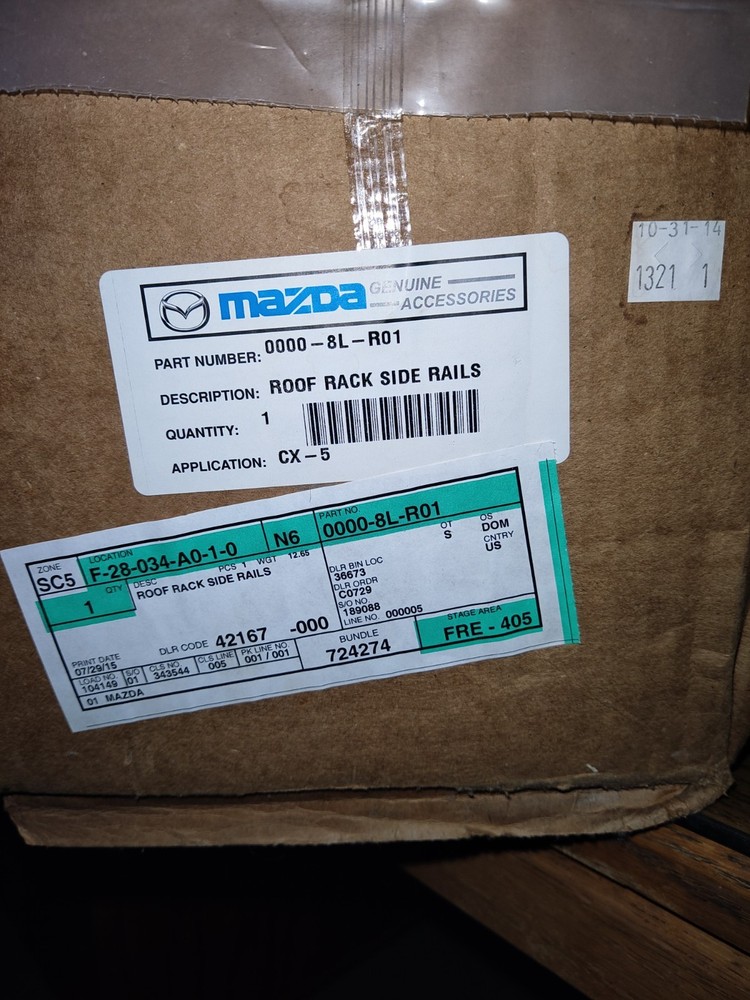 10-31-14
1321 1
mazda GENUINE ACCESSORIES
PART NUMBER: 0000-8L-R01
DESCRIPTION: ROOF RACK SIDE RAILS
QUANTITY: 1
APPLICATION: CX-5
ZONE SC5
LOCATION F-28-034-A0-1-0
N6
PART NO. 0000-8L-R01
QTY 1
DESC PCS 1 WGT 12.65
ROOF RACK SIDE RAILS
OT S
OS DOM
CNTRY US
DLR BIN LOC
36673
DLR ORDR
C0729
S/O NO.
189088
LINE NO. 000005
DLR CODE 42167 -000
PRINT DATE
07/29/15
LOAD NO. 104149
S/O 01
CLS NO. 343544
CLS LINE 005
PK LINE NO. 001 / 001
BUNDLE
724274
STAGE AREA
FRE - 405
01 MAZDA